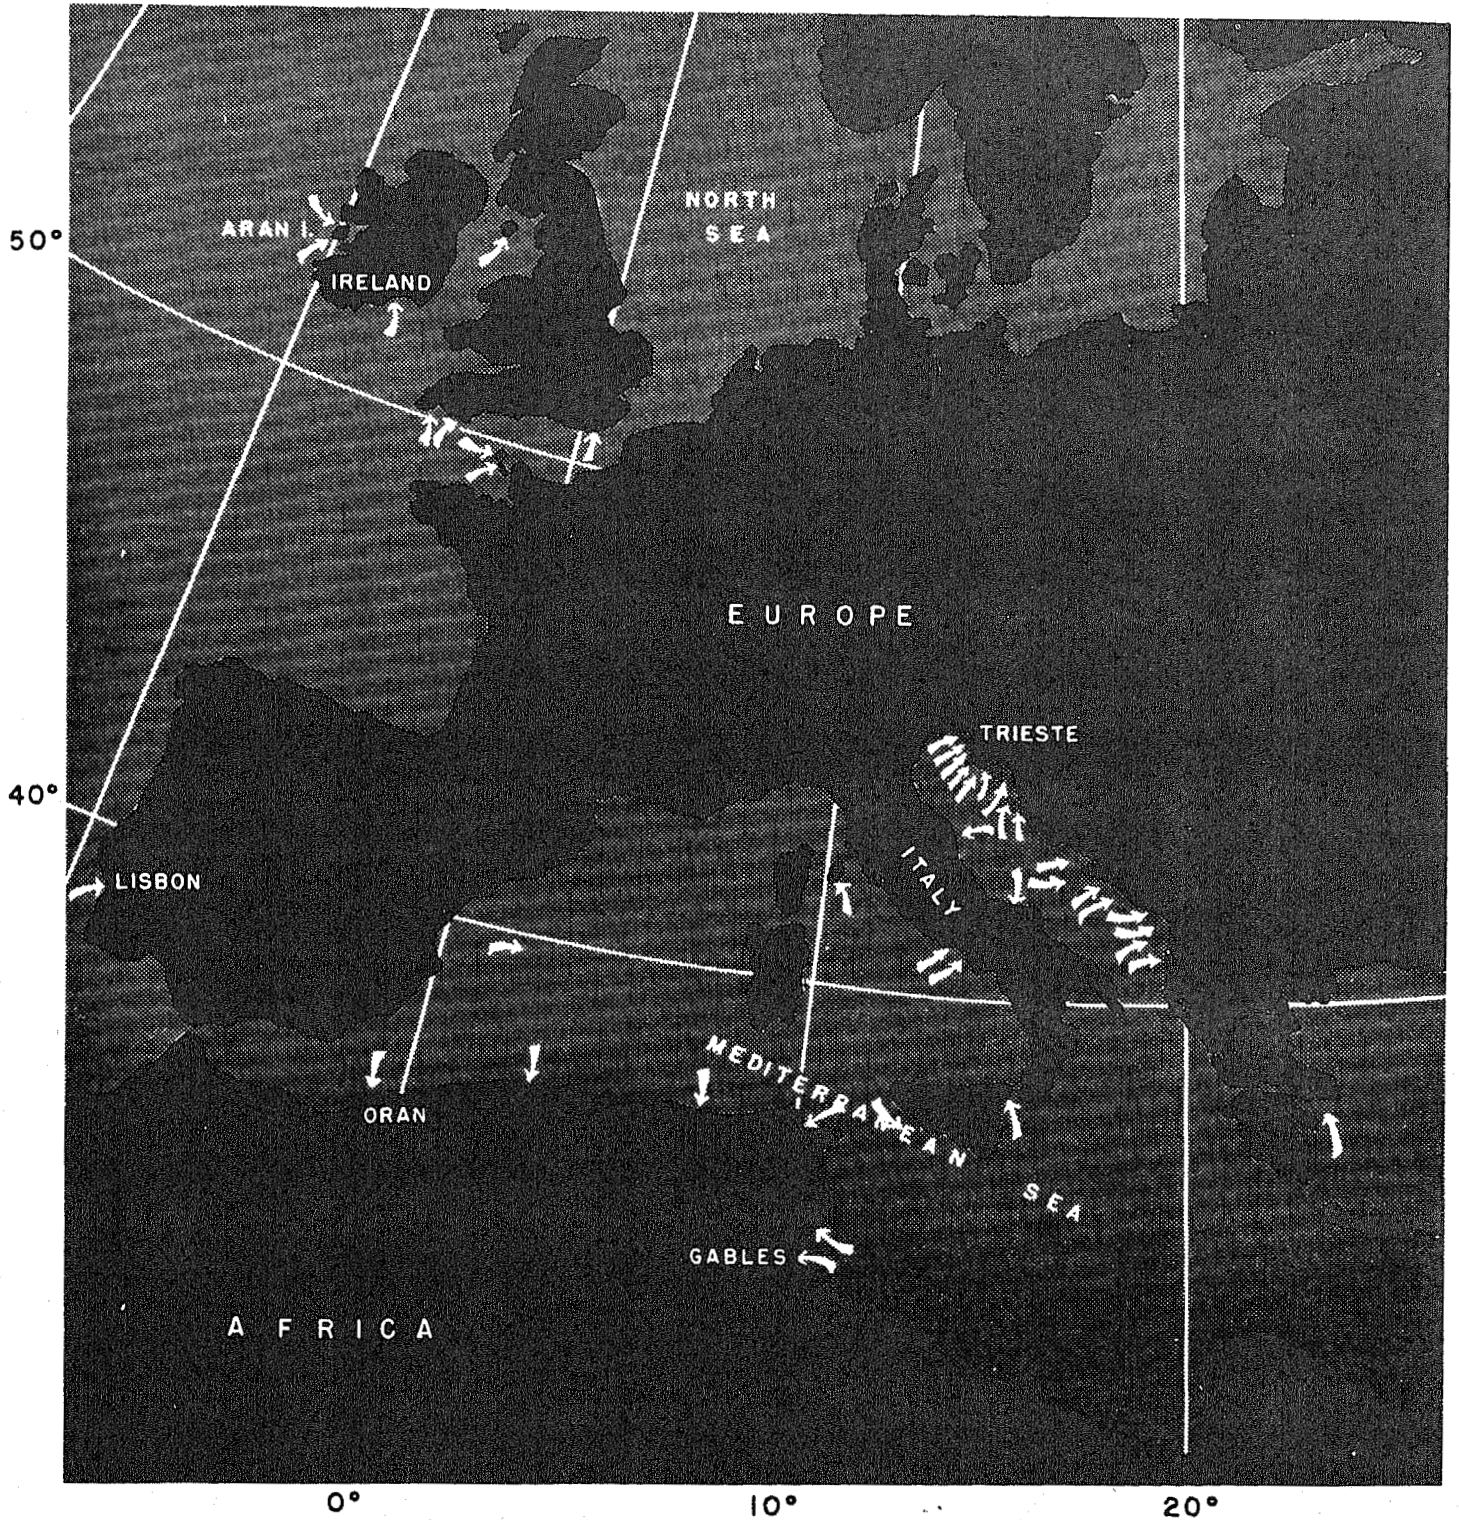 NORTH
SEA
ARAN I.
50°
IRELAND
EUROPE
TRIESTE
40°
ITALY
LISBON
MEDITERRANEAN
ORAN
SEA
GABLES
AFRICA
0°
10°
20°